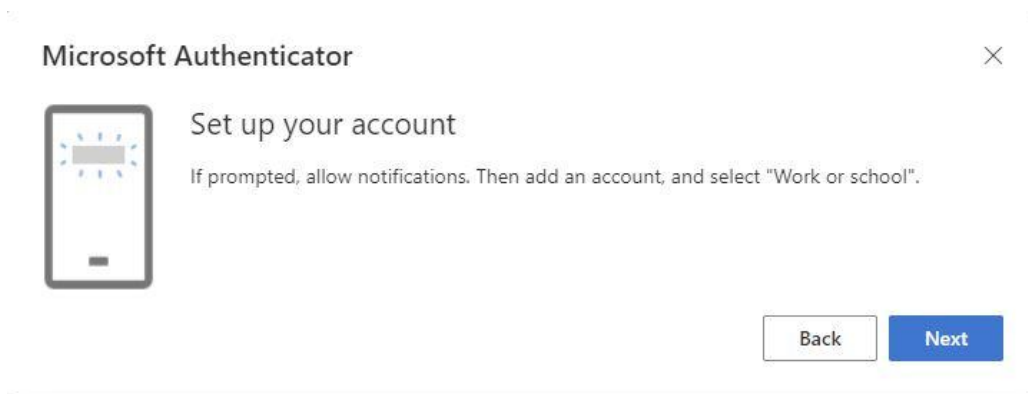 Microsoft Authenticator
Set up your account
If prompted, allow notifications. Then add an account, and select "Work or school".
Back
Next